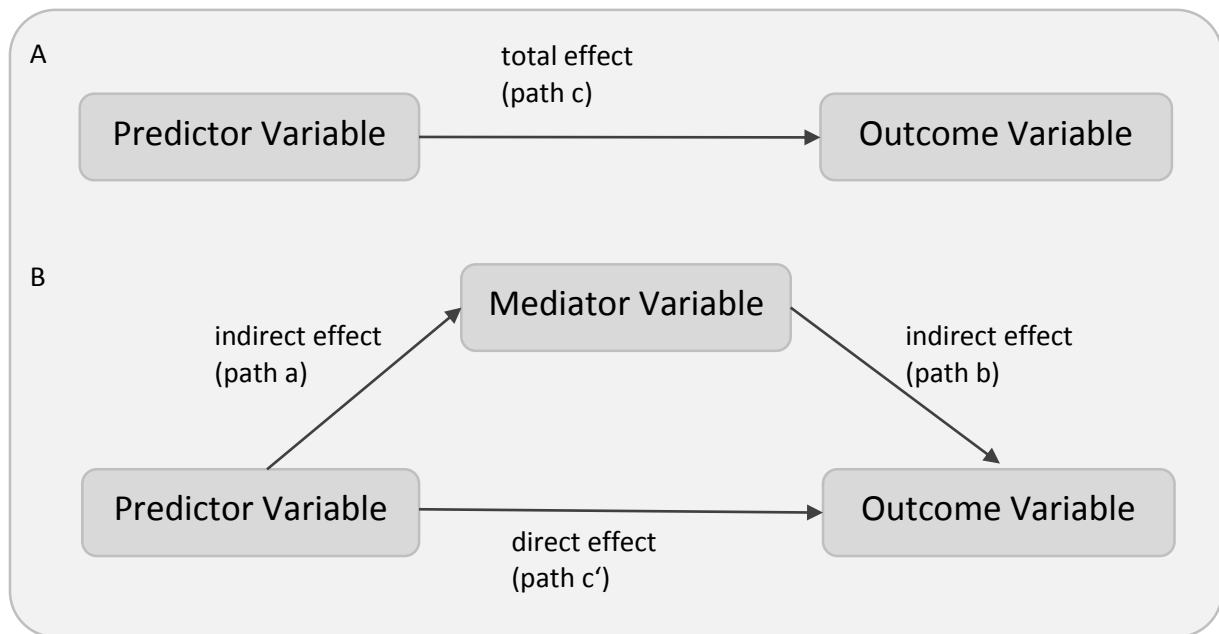 A
total effect
(path c)
Predictor Variable
Outcome Variable
B
Mediator Variable
indirect effect
(path a)
indirect effect
(path b)
Predictor Variable
Outcome Variable
direct effect
(path c‘)